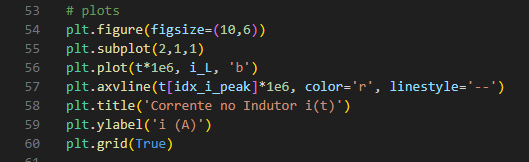 53 # plots
54 plt.figure(figsize=(10,6))
55 plt.subplot(2,1,1)
56 plt.plot(t*1e6, i_L, 'b')
57 plt.axvline(t[idx_i_peak]*1e6, color='r', linestyle='--')
58 plt.title('Corrente no Indutor i(t)')
59 plt.ylabel('i (A)')
60 plt.grid(True)